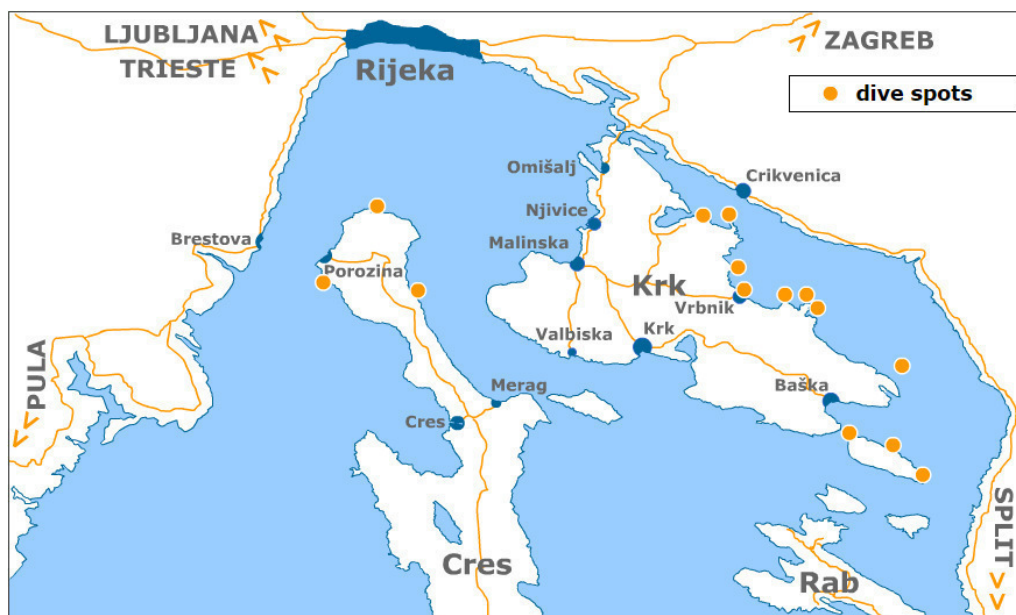 LJUBLJANA
TRIESTE
Rijeka
ZAGREB
dive spots
Omišalj
Crikvenica
Njivice
Brestova
Malinska
Porozina
Krk
Vrbnik
Valbiska
Krk
PULA
Merag
Baška
Cres
SPLIT
Cres
Rab